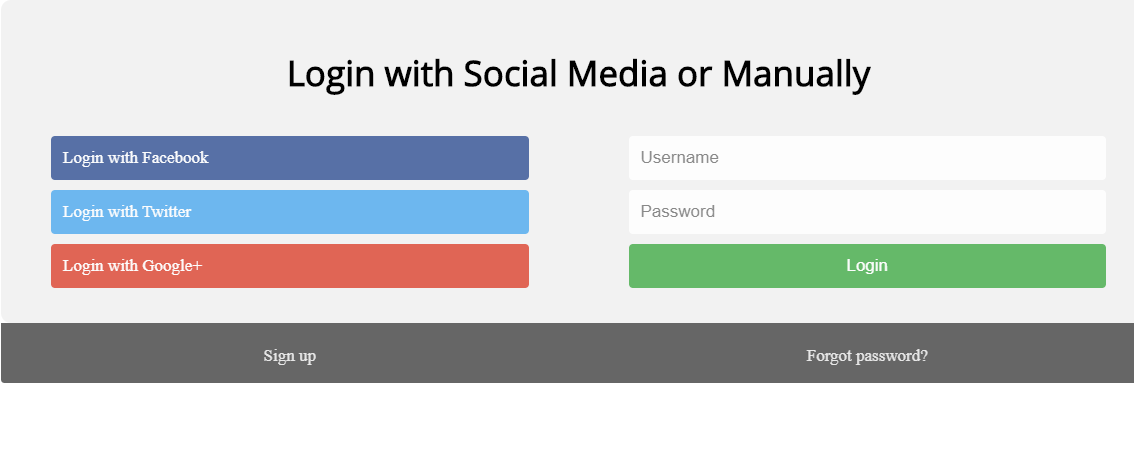 Login with Social Media or Manually
Login with Facebook
Login with Twitter
Login with Google+
Username
Password
Login
Sign up
Forgot password?